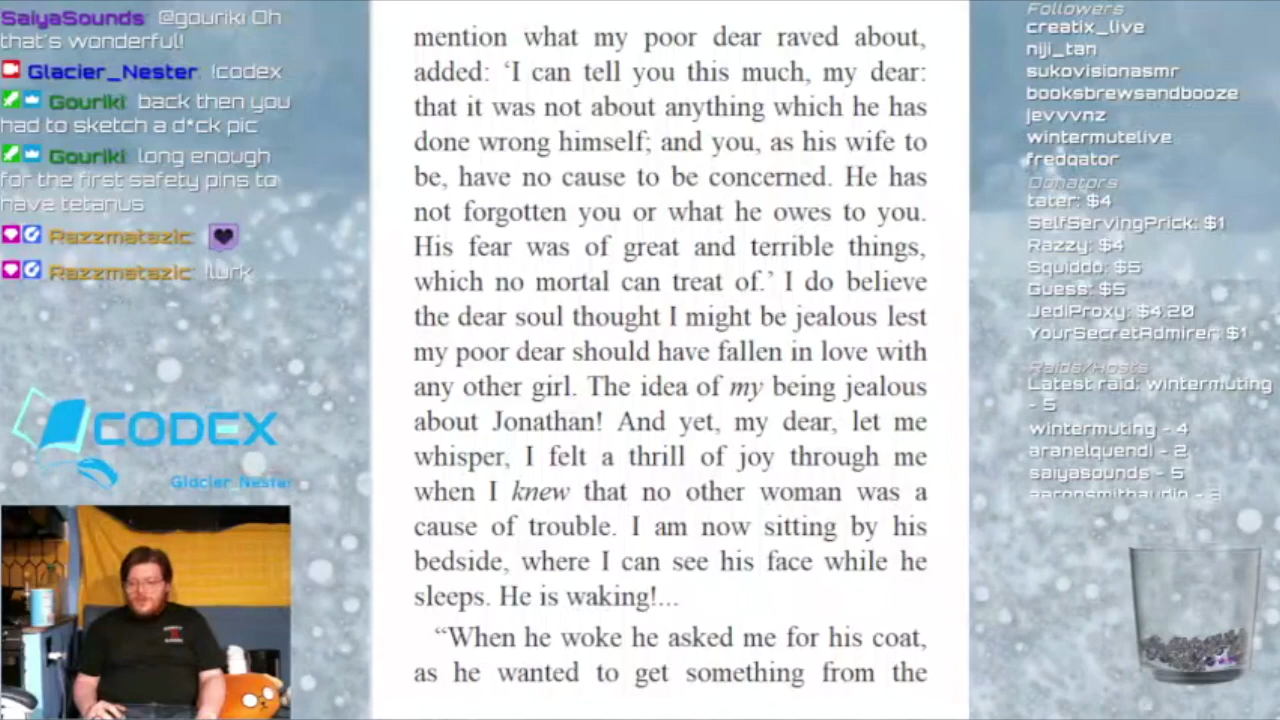 SaiyaSounds @gouriki Oh
that's wonderful!
Glacier_Nester !codex
Gouriki back then you
had to sketch a d*ck pic
Gouriki long enough
for the first safety pins to
have tetanus
Razzmatazic
Razzmatazic !lurk
CODEX
Glacier_Nester
mention what my poor dear raved about,
added: ‘I can tell you this much, my dear:
that it was not about anything which he has
done wrong himself; and you, as his wife to
be, have no cause to be concerned. He has
not forgotten you or what he owes to you.
His fear was of great and terrible things,
which no mortal can treat of.’ I do believe
the dear soul thought I might be jealous lest
my poor dear should have fallen in love with
any other girl. The idea of my being jealous
about Jonathan! And yet, my dear, let me
whisper, I felt a thrill of joy through me
when I knew that no other woman was a
cause of trouble. I am now sitting by his
bedside, where I can see his face while he
sleeps. He is waking!...
“When he woke he asked me for his coat,
as he wanted to get something from the
Followers
creatix_live
niji_tan
sukovisionasmr
booksbrewsandbooze
jevvvnz
wintermutelive
fredgator
Donators
tater: $4
SelfServingPrick: $1
Razzy: $4
Squiddo: $5
Guess: $5
JediProxy: $4.20
YourSecretAdmirer: $1
Raids/Hosts
Latest raid: wintermuting
- 5
wintermuting - 4
aranelquendi - 2
saiyasounds - 5
aaronsmithaudio - 3